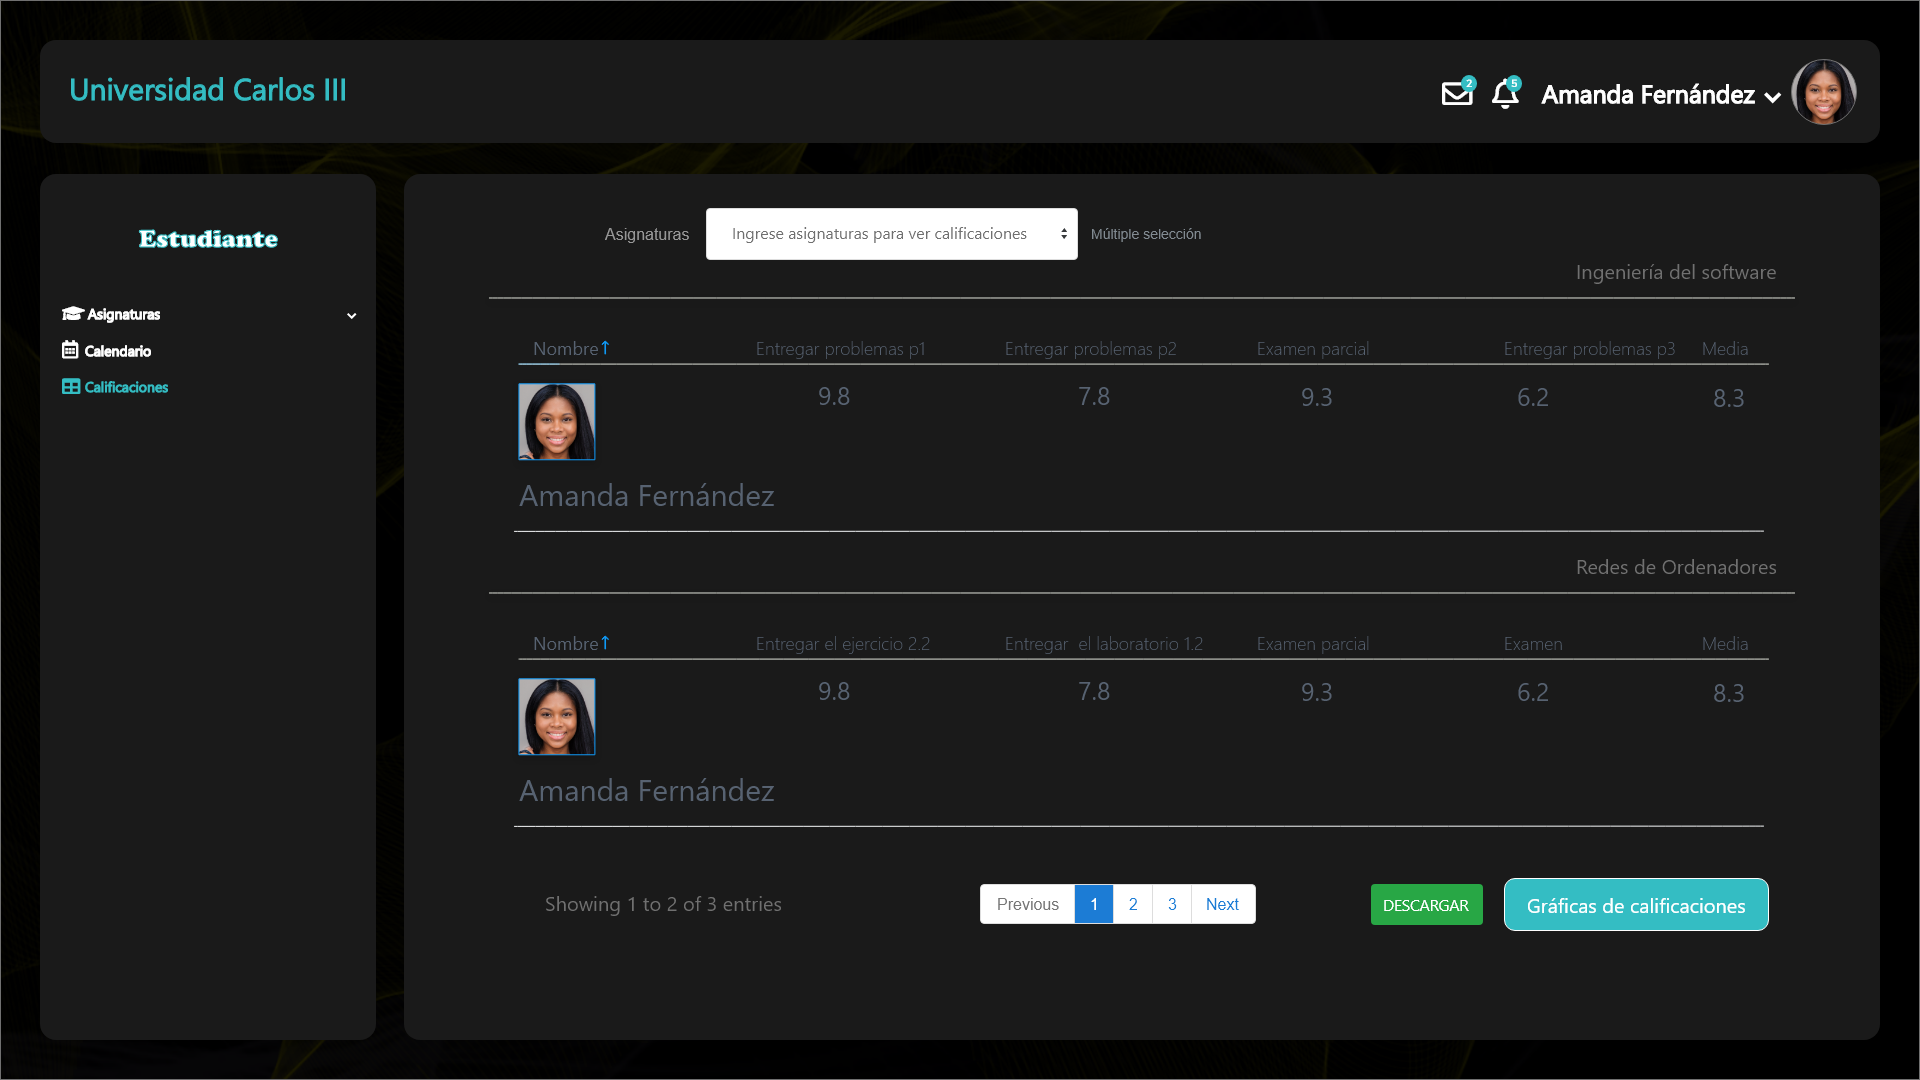 Universidad Carlos III
2
5
Amanda Fernández
Estudiante
Asignaturas
Calendario
Calificaciones
Asignaturas
Ingrese asignaturas para ver calificaciones
Múltiple selección
Ingeniería del software
Nombre↑ Entregar problemas p1 Entregar problemas p2 Examen parcial Entregar problemas p3 Media
9.8 7.8 9.3 6.2 8.3
Amanda Fernández
Redes de Ordenadores
Nombre↑ Entregar el ejercicio 2.2 Entregar el laboratorio 1.2 Examen parcial Examen Media
9.8 7.8 9.3 6.2 8.3
Amanda Fernández
Showing 1 to 2 of 3 entries
Previous 1 2 3 Next
DESCARGAR
Gráficas de calificaciones